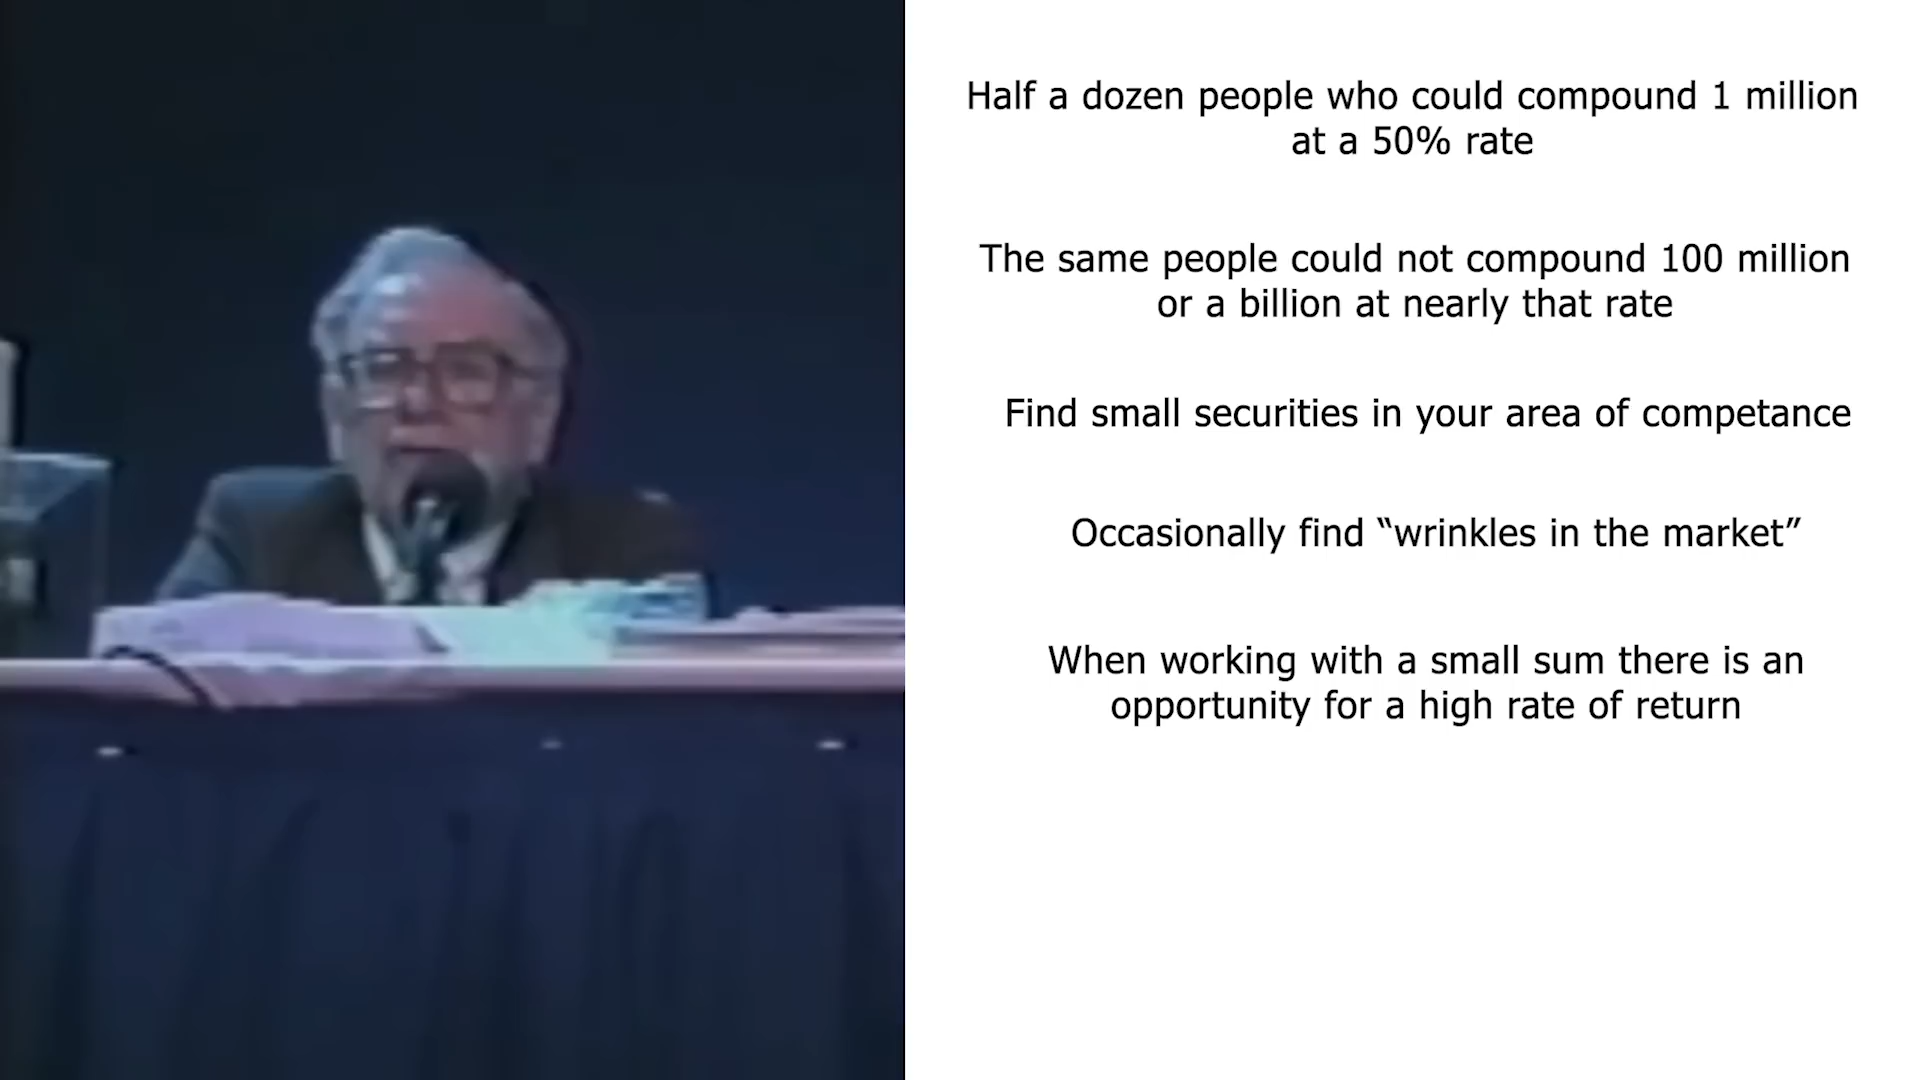 Half a dozen people who could compound 1 million
at a 50% rate
The same people could not compound 100 million
or a billion at nearly that rate
Find small securities in your area of competance
Occasionally find “wrinkles in the market”
When working with a small sum there is an
opportunity for a high rate of return